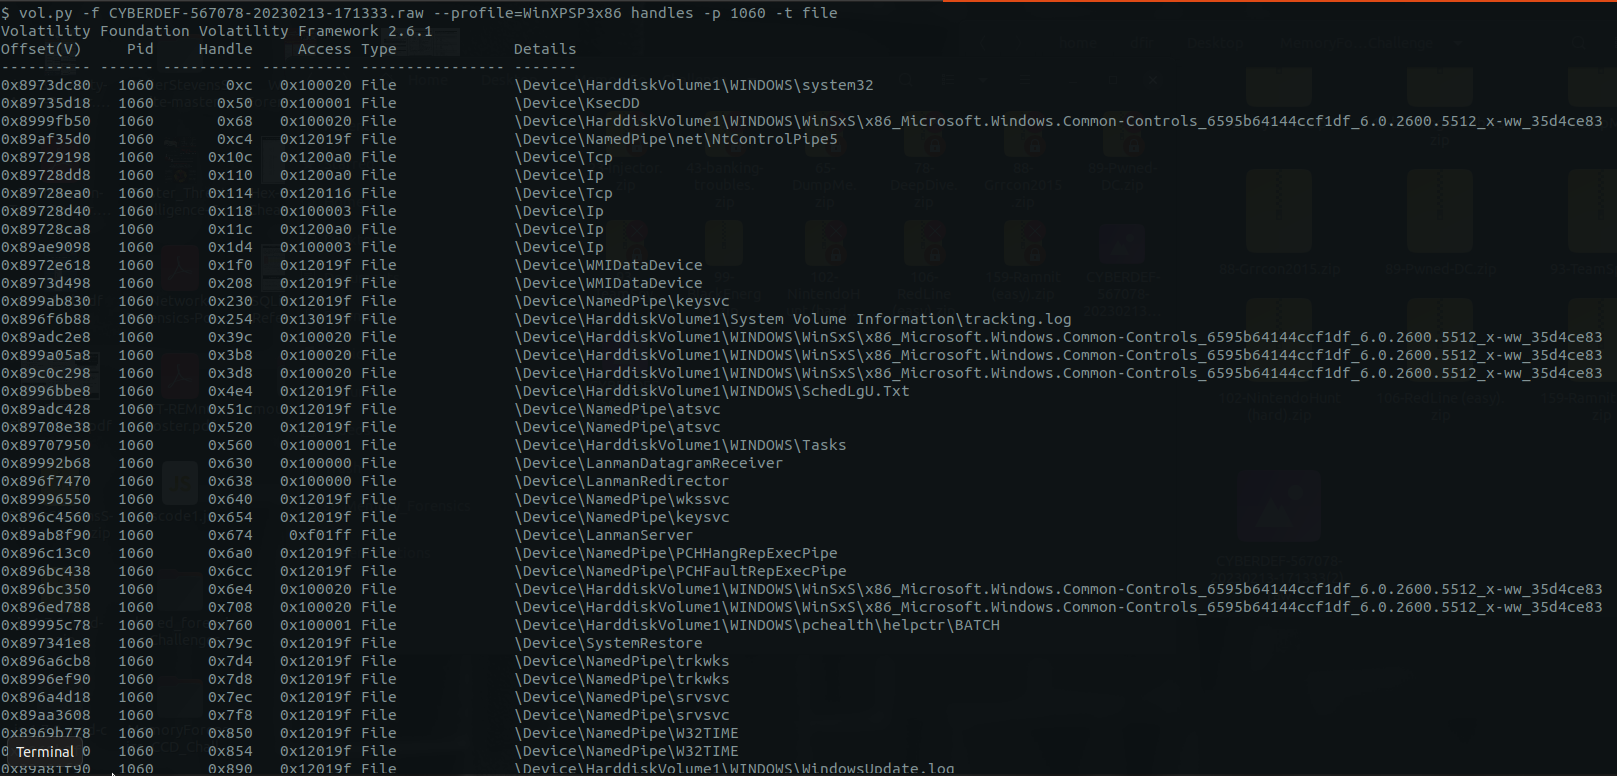 $ vol.py -f CYBERDEF-567078-20230213-171333.raw --profile=WinXPSP3x86 handles -p 1060 -t file
Volatility Foundation Volatility Framework 2.6.1
Offset(V) Pid Handle Access Type Details
---------- ------ ---------- ---------- ---------------- -------
0x8973dc80 1060 0xc 0x100020 File \Device\HarddiskVolume1\WINDOWS\system32
0x89735d18 1060 0x50 0x100001 File \Device\KsecDD
0x8999fb50 1060 0x68 0x100020 File \Device\HarddiskVolume1\WINDOWS\WinSxS\x86_Microsoft.Windows.Common-Controls_6595b64144ccf1df_6.0.2600.5512_x-ww_35d4ce83
0x89af35d0 1060 0xc4 0x12019f File \Device\NamedPipe\net\NtControlPipe5
0x89729198 1060 0x10c 0x1200a0 File \Device\Tcp
0x89728dd8 1060 0x110 0x1200a0 File \Device\Ip
0x89728ea0 1060 0x114 0x120116 File \Device\Tcp
0x89728d40 1060 0x118 0x100003 File \Device\Ip
0x89728ca8 1060 0x11c 0x1200a0 File \Device\Ip
0x89ae9098 1060 0x1d4 0x100003 File \Device\Ip
0x8972e618 1060 0x1f0 0x12019f File \Device\WMIDataDevice
0x8973d498 1060 0x208 0x12019f File \Device\WMIDataDevice
0x899ab830 1060 0x230 0x12019f File \Device\NamedPipe\keysvc
0x896f6b88 1060 0x254 0x13019f File \Device\HarddiskVolume1\System Volume Information\tracking.log
0x89adc2e8 1060 0x39c 0x100020 File \Device\HarddiskVolume1\WINDOWS\WinSxS\x86_Microsoft.Windows.Common-Controls_6595b64144ccf1df_6.0.2600.5512_x-ww_35d4ce83
0x899a05a8 1060 0x3b8 0x100020 File \Device\HarddiskVolume1\WINDOWS\WinSxS\x86_Microsoft.Windows.Common-Controls_6595b64144ccf1df_6.0.2600.5512_x-ww_35d4ce83
0x89c0c298 1060 0x3d8 0x100020 File \Device\HarddiskVolume1\WINDOWS\WinSxS\x86_Microsoft.Windows.Common-Controls_6595b64144ccf1df_6.0.2600.5512_x-ww_35d4ce83
0x8996bbe8 1060 0x4e4 0x12019f File \Device\HarddiskVolume1\WINDOWS\SchedLgU.Txt
0x89adc428 1060 0x51c 0x12019f File \Device\NamedPipe\atsvc
0x89708e38 1060 0x520 0x12019f File \Device\NamedPipe\atsvc
0x89707950 1060 0x560 0x100001 File \Device\HarddiskVolume1\WINDOWS\Tasks
0x89992b68 1060 0x630 0x100000 File \Device\LanmanDatagramReceiver
0x896f7470 1060 0x638 0x100000 File \Device\LanmanRedirector
0x89996550 1060 0x640 0x12019f File \Device\NamedPipe\wkssvc
0x896c4560 1060 0x654 0x12019f File \Device\NamedPipe\keysvc
0x89ab8f90 1060 0x674 0xf01ff File \Device\LanmanServer
0x896c13c0 1060 0x6a0 0x12019f File \Device\NamedPipe\PCHHangRepExecPipe
0x896bc438 1060 0x6cc 0x12019f File \Device\NamedPipe\PCHFaultRepExecPipe
0x896bc350 1060 0x6e4 0x100020 File \Device\HarddiskVolume1\WINDOWS\WinSxS\x86_Microsoft.Windows.Common-Controls_6595b64144ccf1df_6.0.2600.5512_x-ww_35d4ce83
0x896ed788 1060 0x708 0x100020 File \Device\HarddiskVolume1\WINDOWS\WinSxS\x86_Microsoft.Windows.Common-Controls_6595b64144ccf1df_6.0.2600.5512_x-ww_35d4ce83
0x89995c78 1060 0x760 0x100001 File \Device\HarddiskVolume1\WINDOWS\pchealth\helpctr\BATCH
0x897341e8 1060 0x79c 0x12019f File \Device\SystemRestore
0x896a6cb8 1060 0x7d4 0x12019f File \Device\NamedPipe\trkwks
0x8996ef90 1060 0x7d8 0x12019f File \Device\NamedPipe\trkwks
0x896a4d18 1060 0x7ec 0x12019f File \Device\NamedPipe\srvsvc
0x89aa3608 1060 0x7f8 0x12019f File \Device\NamedPipe\srvsvc
0x8969b778 1060 0x850 0x12019f File \Device\NamedPipe\W32TIME
Terminal 1060 0x854 0x12019f File \Device\NamedPipe\W32TIME
0x89a81f90 1060 0x890 0x12019f File \Device\HarddiskVolume1\WINDOWS\WindowsUpdate.log